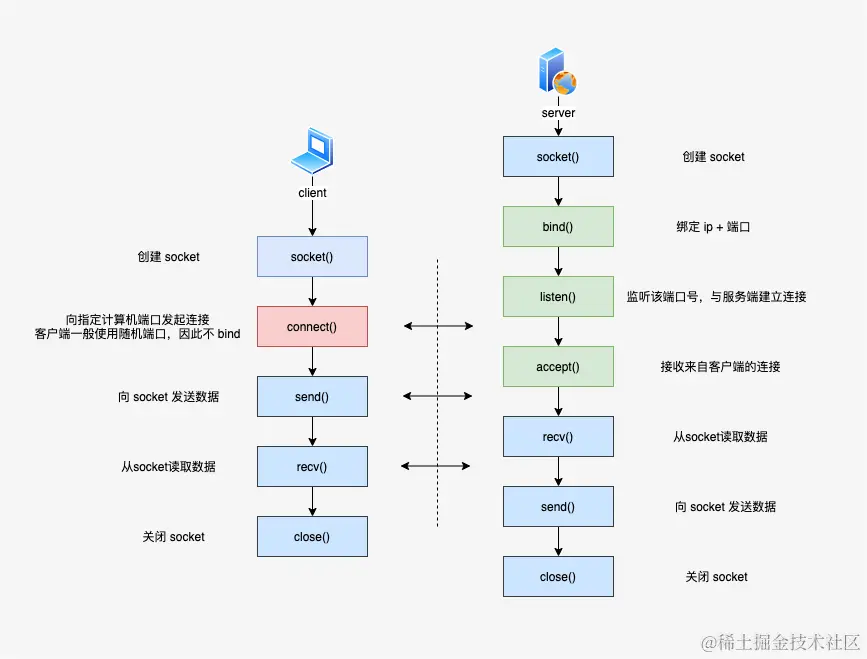 server
socket()
创建 socket
client
bind()
绑定 ip + 端口
创建 socket
socket()
listen()
监听该端口号，与服务端建立连接
向指定计算机端口发起连接
客户端一般使用随机端口，因此不 bind
connect()
accept()
接收来自客户端的连接
向 socket 发送数据
send()
recv()
从socket读取数据
从socket读取数据
recv()
send()
向 socket 发送数据
关闭 socket
close()
close()
关闭 socket
@稀土掘金技术社区